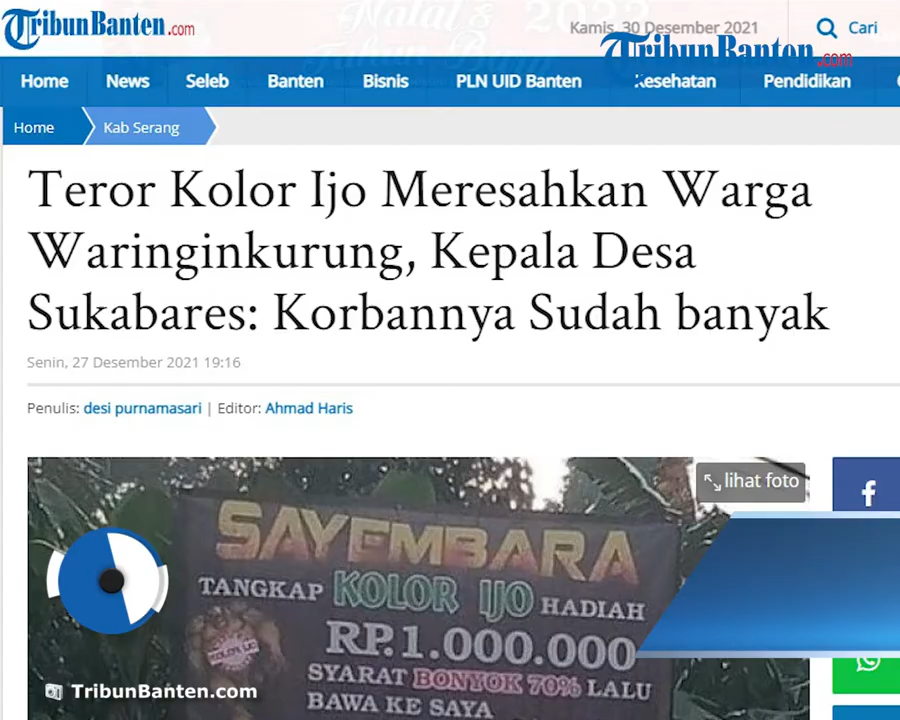 TribunBanten.com
Kamis, 30 Desember 2021
Cari
TribunBanten.com
Home News Seleb Banten Bisnis PLN UID Banten Kesehatan Pendidikan
Home Kab Serang
Teror Kolor Ijo Meresahkan Warga
Waringinkurung, Kepala Desa
Sukabares: Korbannya Sudah banyak
Senin, 27 Desember 2021 19:16
Penulis: desi purnamasari | Editor: Ahmad Haris
lihat foto
SAYEMBARA
TANGKAP KOLOR IJO HADIAH
RP.1.000.000
KOLOR IJO
SYARAT BONYOK 70% LALU
BAWA KE SAYA
TribunBanten.com